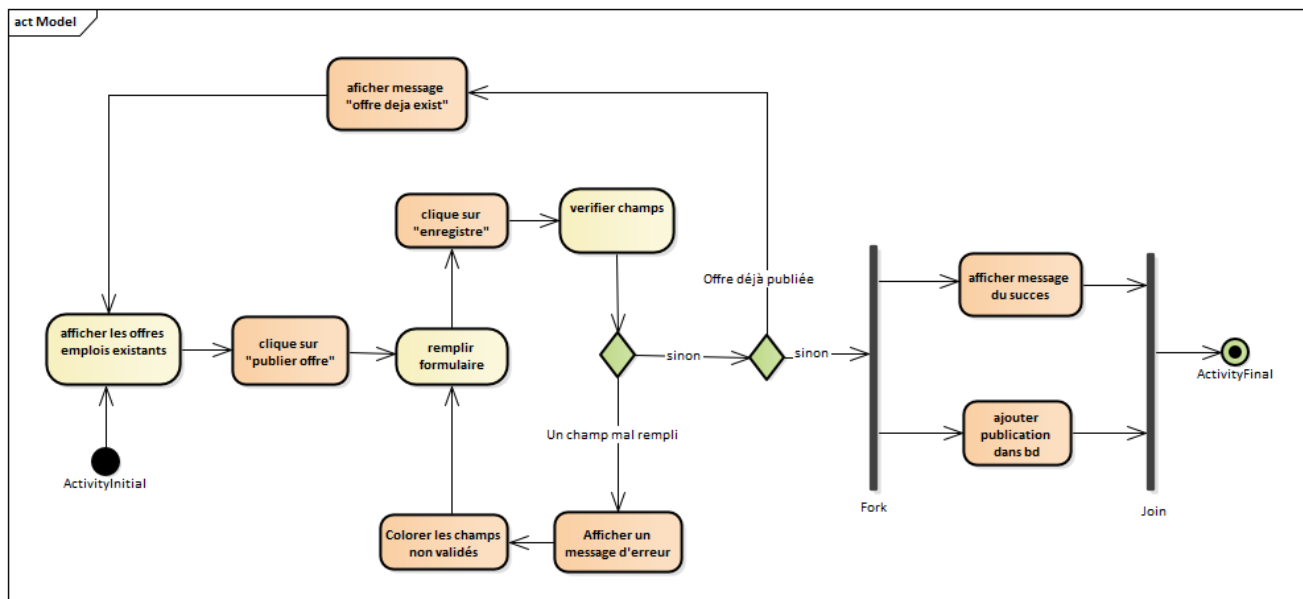 act Model
aficher message
"offre deja exist"
clique sur
"enregistre"
verifier champs
Offre déjà publiée
afficher message
du succes
afficher les offres
emplois existants
clique sur
"publier offre"
remplir
formulaire
sinon
sinon
ActivityFinal
Un champ mal rempli
ajouter
publication
dans bd
ActivityInitial
Fork
Join
Colorer les champs
non validés
Afficher un
message d'erreur